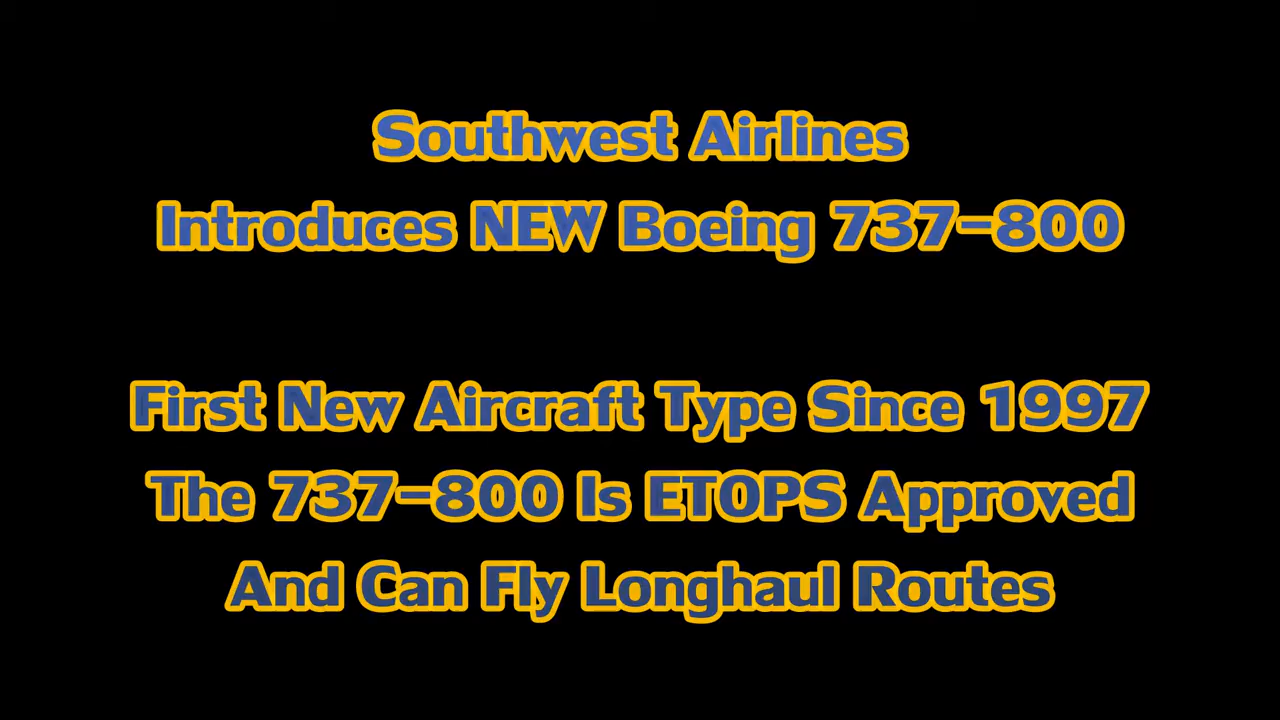 Southwest Airlines
Introduces NEW Boeing 737-800
First New Aircraft Type Since 1997
The 737-800 Is ETOPS Approved
And Can Fly Longhaul Routes